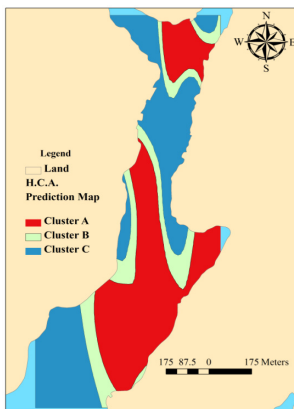 N
W E
S
Legend
Land
H.C.A.
Prediction Map
Cluster A
Cluster B
Cluster C
175 87.5 0 175 Meters